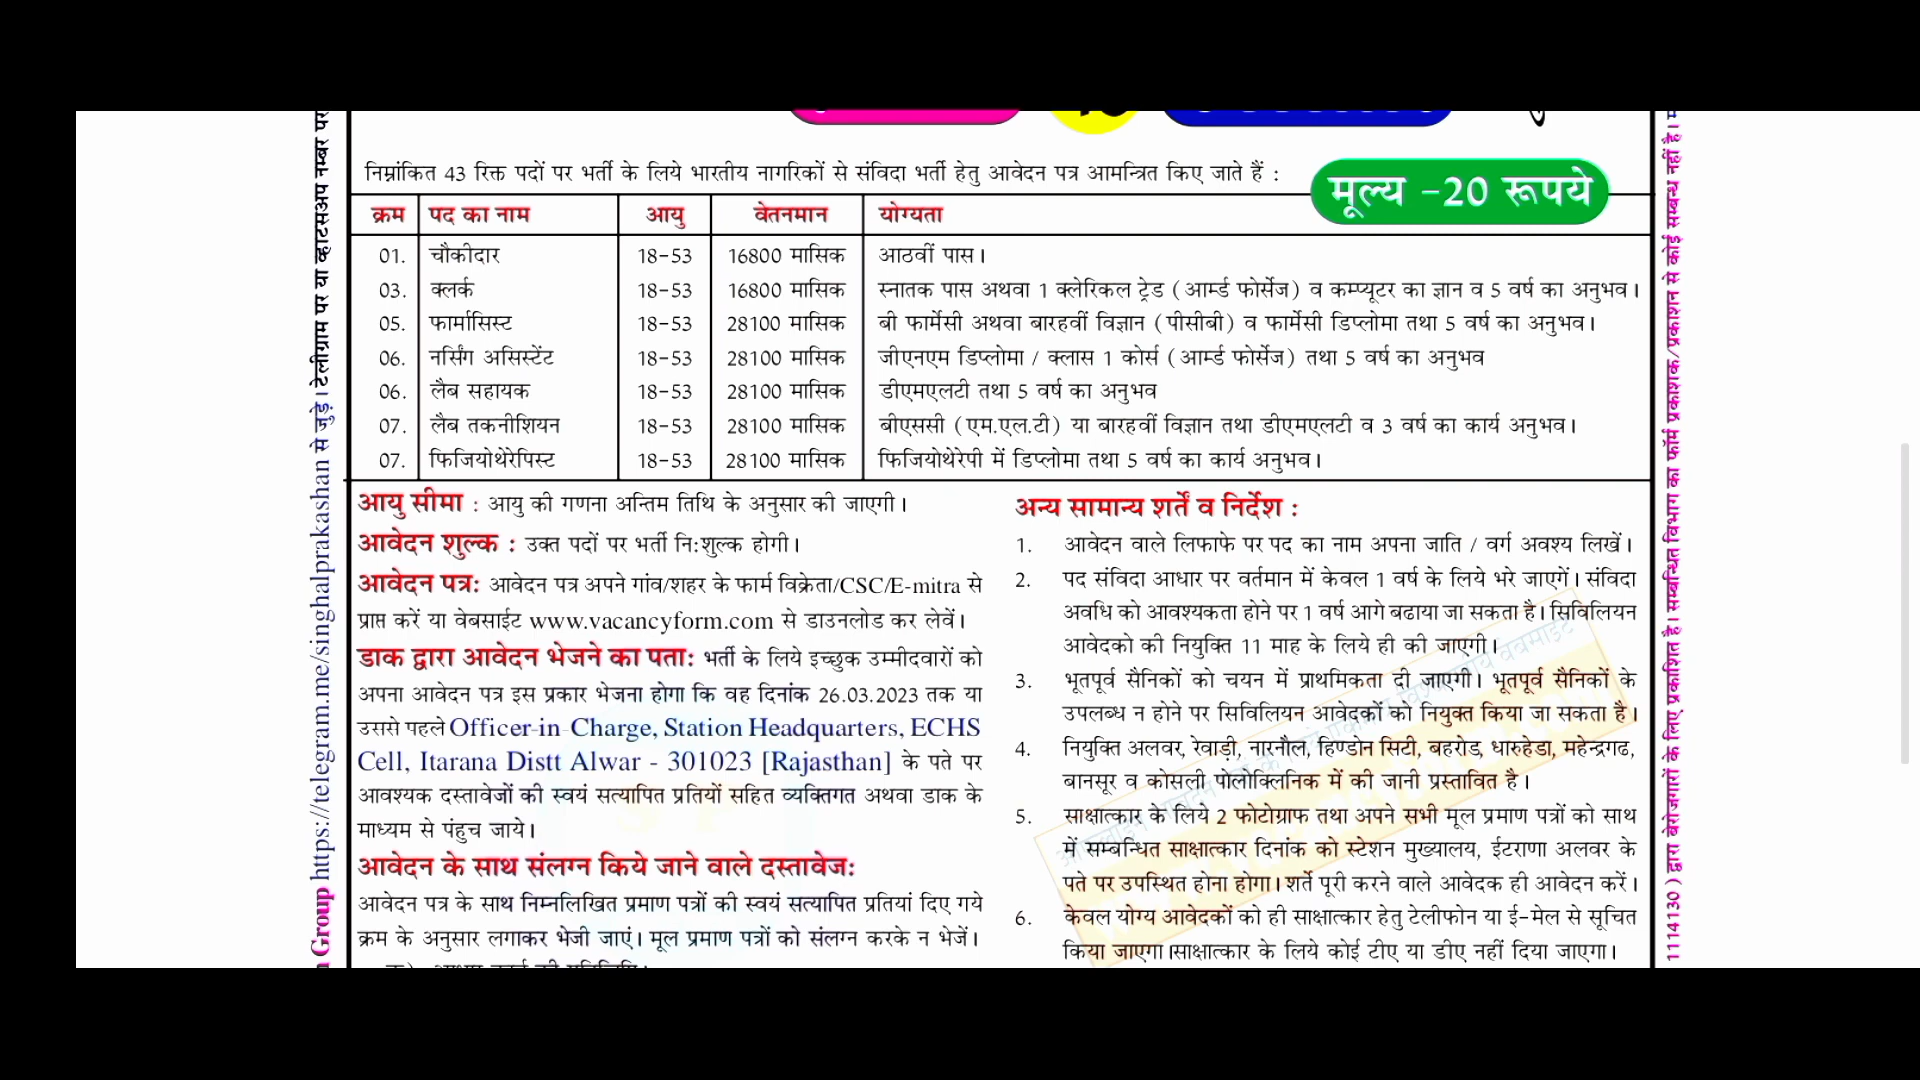 निम्नांकित 43 रिक्त पदों पर भर्ती के लिये भारतीय नागरिकों से संविदा भर्ती हेतु आवेदन पत्र आमन्त्रित किए जाते हैं :
मूल्य -20 रूपये
क्रम पद का नाम आयु वेतनमान योग्यता
01. चौकीदार 18-53 16800 मासिक आठवीं पास।
03. क्लर्क 18-53 16800 मासिक स्नातक पास अथवा 1 क्लेरिकल ट्रेड (आर्म्ड फोर्सेज) व कम्प्यूटर का ज्ञान व 5 वर्ष का अनुभव।
05. फार्मासिस्ट 18-53 28100 मासिक बी फार्मेसी अथवा बारहवीं विज्ञान (पीसीबी) व फार्मेसी डिप्लोमा तथा 5 वर्ष का अनुभव।
06. नर्सिंग असिस्टेंट 18-53 28100 मासिक जीएनएम डिप्लोमा / क्लास 1 कोर्स (आर्म्ड फोर्सेज) तथा 5 वर्ष का अनुभव
06. लैब सहायक 18-53 28100 मासिक डीएमएलटी तथा 5 वर्ष का अनुभव
07. लैब तकनीशियन 18-53 28100 मासिक बीएससी (एम.एल.टी) या बारहवीं विज्ञान तथा डीएमएलटी व 3 वर्ष का कार्य अनुभव।
07. फिजियोथेरेपिस्ट 18-53 28100 मासिक फिजियोथेरेपी में डिप्लोमा तथा 5 वर्ष का कार्य अनुभव।
आयु सीमा : आयु की गणना अन्तिम तिथि के अनुसार की जाएगी।
आवेदन शुल्क : उक्त पदों पर भर्ती नि:शुल्क होगी।
आवेदन पत्र: आवेदन पत्र अपने गांव/शहर के फार्म विक्रेता/CSC/E-mitra से
प्राप्त करें या वेबसाईट www.vacancyform.com से डाउनलोड कर लेवें।
डाक द्वारा आवेदन भेजने का पता: भर्ती के लिये इच्छुक उम्मीदवारों को
अपना आवेदन पत्र इस प्रकार भेजना होगा कि वह दिनांक 26.03.2023 तक या
उससे पहले Officer-in-Charge, Station Headquarters, ECHS
Cell, Itarana Distt Alwar - 301023 [Rajasthan] के पते पर
आवश्यक दस्तावेजों की स्वयं सत्यापित प्रतियों सहित व्यक्तिगत अथवा डाक के
माध्यम से पंहुच जाये।
आवेदन के साथ संलग्न किये जाने वाले दस्तावेज:
आवेदन पत्र के साथ निम्नलिखित प्रमाण पत्रों की स्वयं सत्यापित प्रतियां दिए गये
क्रम के अनुसार लगाकर भेजी जाएं। मूल प्रमाण पत्रों को संलग्न करके न भेजें।
अन्य सामान्य शर्तें व निर्देश :
1. आवेदन वाले लिफाफे पर पद का नाम अपना जाति / वर्ग अवश्य लिखें।
2. पद संविदा आधार पर वर्तमान में केवल 1 वर्ष के लिये भरे जाएगें। संविदा
अवधि को आवश्यकता होने पर 1 वर्ष आगे बढाया जा सकता है। सिविलियन
आवेदको की नियुक्ति 11 माह के लिये ही की जाएगी।
3. भूतपूर्व सैनिकों को चयन में प्राथमिकता दी जाएगी। भूतपूर्व सैनिकों के
उपलब्ध न होने पर सिविलियन आवेदकों को नियुक्त किया जा सकता है।
4. नियुक्ति अलवर, रेवाड़ी, नारनौल, हिण्डोन सिटी, बहरोड, धारुहेडा, महेन्द्रगढ,
बानसूर व कोसली पोलोक्लिनिक में की जानी प्रस्तावित है।
5. साक्षात्कार के लिये 2 फोटोग्राफ तथा अपने सभी मूल प्रमाण पत्रों को साथ
में सम्बन्धित साक्षात्कार दिनांक को स्टेशन मुख्यालय, ईटराणा अलवर के
पते पर उपस्थित होना होगा। शर्ते पूरी करने वाले आवेदक ही आवेदन करें।
6. केवल योग्य आवेदकों को ही साक्षात्कार हेतु टेलीफोन या ई-मेल से सूचित
किया जाएगा।साक्षात्कार के लिये कोई टीए या डीए नहीं दिया जाएगा।
Group https://telegram.me/singhalprakashan से जुड़े। टेलीग्राम पर या व्हाटसअप नम्बर पर
1114130) द्वारा बेरोजगारों के लिए प्रकाशित है। सम्बन्धित विभाग का फॉर्म प्रकाशक/प्रकाशन से कोई सम्बन्ध नहीं है।